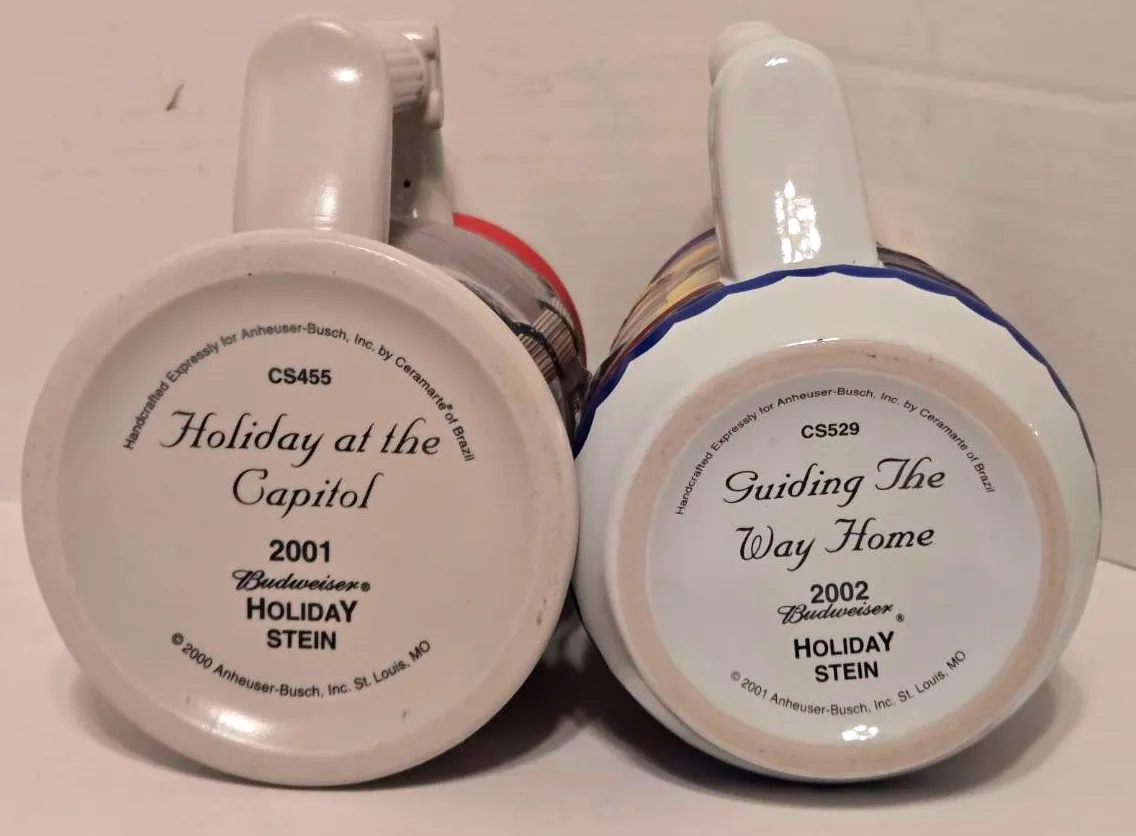 Handcrafted Expressly for Anheuser-Busch, Inc. by Ceramarte® of Brazil
CS455
Holiday at the
Capitol
2001
Budweiser®
HOLIDAY
STEIN
© 2000 Anheuser-Busch, Inc. St. Louis, MO
Handcrafted Expressly for Anheuser-Busch, Inc. by Ceramarte of Brazil
CS529
Guiding The
Way Home
2002
Budweiser®
HOLIDAY
STEIN
© 2001 Anheuser-Busch, Inc. St. Louis, MO